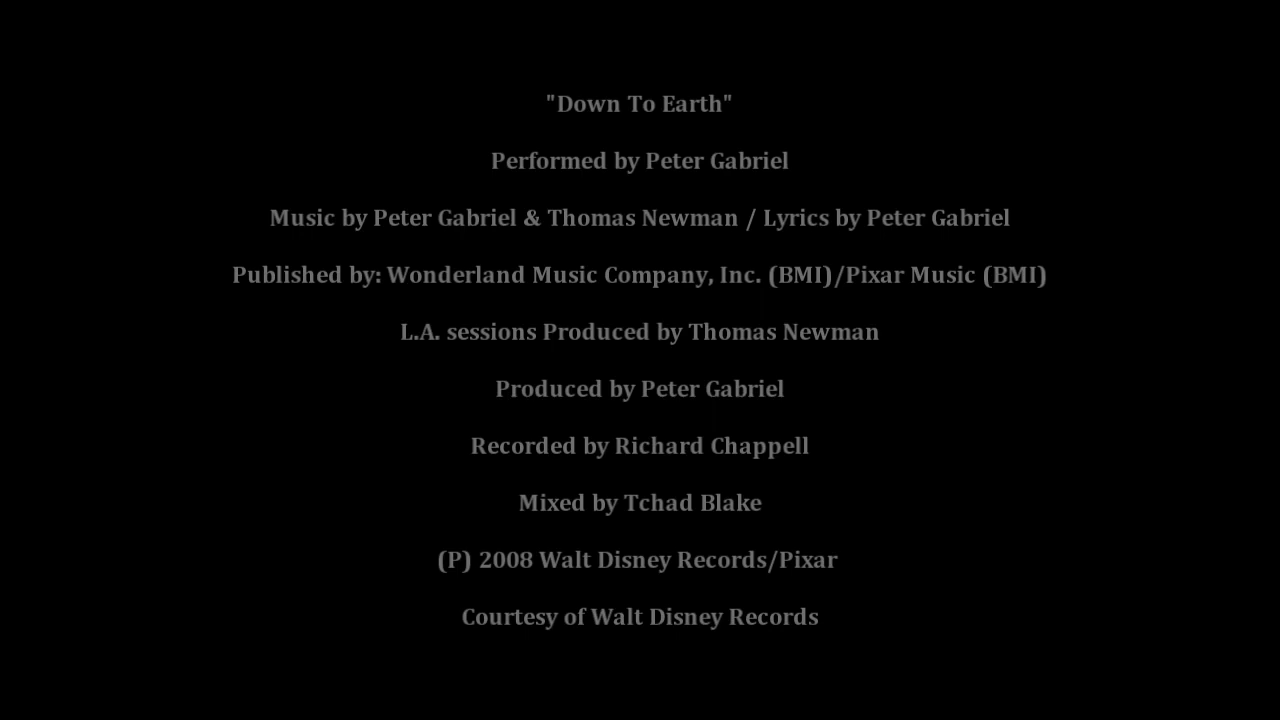 "Down To Earth"
Performed by Peter Gabriel
Music by Peter Gabriel & Thomas Newman / Lyrics by Peter Gabriel
Published by: Wonderland Music Company, Inc. (BMI)/Pixar Music (BMI)
L.A. sessions Produced by Thomas Newman
Produced by Peter Gabriel
Recorded by Richard Chappell
Mixed by Tchad Blake
(P) 2008 Walt Disney Records/Pixar
Courtesy of Walt Disney Records